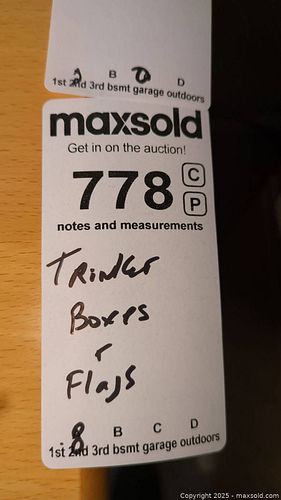 B D
1st 2nd 3rd bsmt garage outdoors
maxsold
Get in on the auction!
778 C
P
notes and measurements
Trinket
Boxes
+
Flags
B C D
1st 2nd 3rd bsmt garage outdoors
Copyright 2025 - maxsold.com